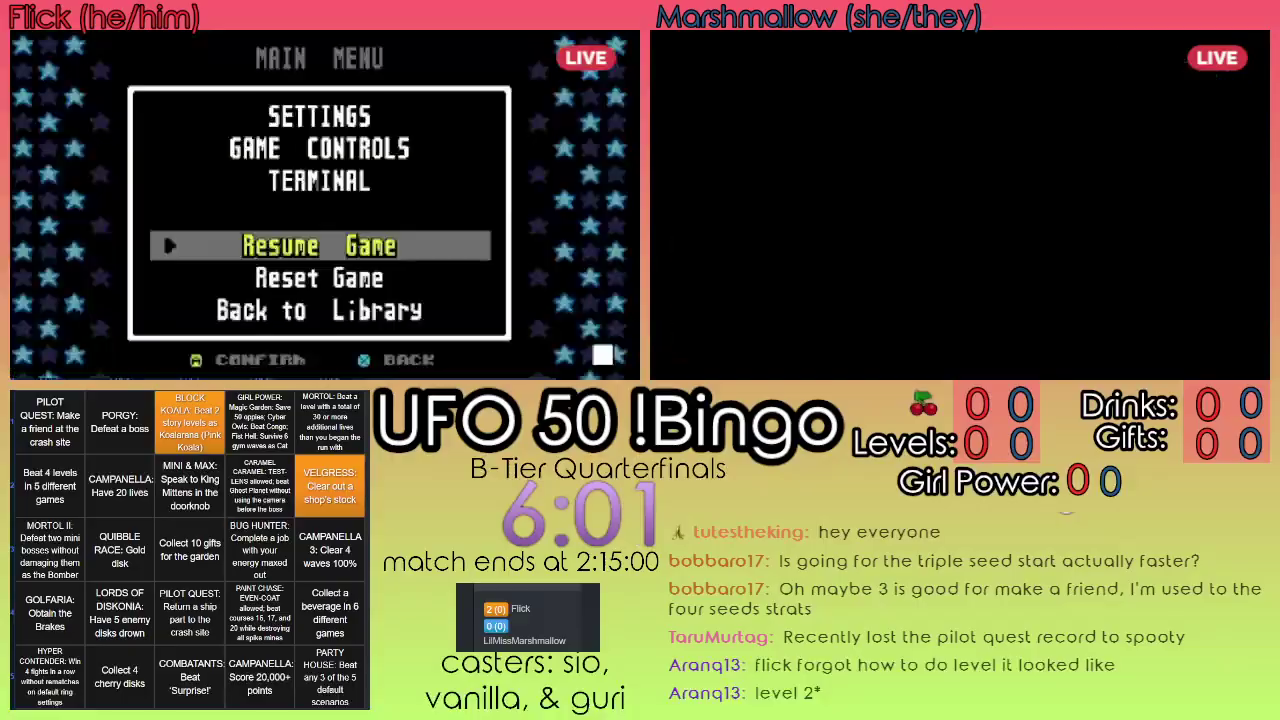 Flick (he/him)
Marshmallow (she/they)
MAIN MENU
LIVE
LIVE
SETTINGS
GAME CONTROLS
TERMINAL
Resume Game
Reset Game
Back to Library
CONFIRM
BACK
PILOT
QUEST: Make
a friend at the
crash site
PORGY:
Defeat a boss
BLOCK
KOALA: Beat 2
story levels as
Koalarana (Pink
Koala)
GIRL POWER:
Magic Garden: Save
59 oppies; Cyber
Owls: Beat Congo;
Fist Hell: Survive 6
gym waves as Cat
MORTOL: Beat a
level with a total of
30 or more
additional lives
than you began the
run with
Beat 4 levels
in 5 different
games
CAMPANELLA:
Have 20 lives
MINI & MAX:
Speak to King
Mittens in the
doorknob
CARAMEL
CARAMEL: TEST-
LENS allowed; beat
Ghost Planet without
using the camera
before the boss
VELGRESS:
Clear out a
shop's stock
MORTOL II:
Defeat two mini
bosses without
damaging them
as the Bomber
QUIBBLE
RACE: Gold
disk
Collect 10 gifts
for the garden
BUG HUNTER:
Complete a job
with your
energy maxed
out
CAMPANELLA
3: Clear 4
waves 100%
GOLFARIA:
Obtain the
Brakes
LORDS OF
DISKONIA:
Have 5 enemy
disks drown
PILOT QUEST:
Return a ship
part to the
crash site
PAINT CHASE:
EVEN-COAT
allowed; beat
courses 16, 17, and
20 while destroying
all spike mines
Collect a
beverage in 6
different
games
HYPER
CONTENDER: Win
4 fights in a row
without rematches
on default ring
settings
Collect 4
cherry disks
COMBATANTS:
Beat
'Surprise!'
CAMPANELLA:
Score 20,000+
points
PARTY
HOUSE: Beat
any 3 of the 5
default
scenarios
UFO 50 !Bingo
B-Tier Quarterfinals
6:01
match ends at 2:15:00
2 (0) Flick
0 (0)
LilMissMarshmallow
casters: sio,
vanilla, & guri
0 0
Levels: 0 0
Drinks: 0 0
Gifts: 0 0
Girl Power: 0 0
tutestheking: hey everyone
bobbaro17: Is going for the triple seed start actually faster?
bobbaro17: Oh maybe 3 is good for make a friend, I'm used to the
four seeds strats
TaruMurtag: Recently lost the pilot quest record to spooty
Aranq13: flick forgot how to do level it looked like
Aranq13: level 2*